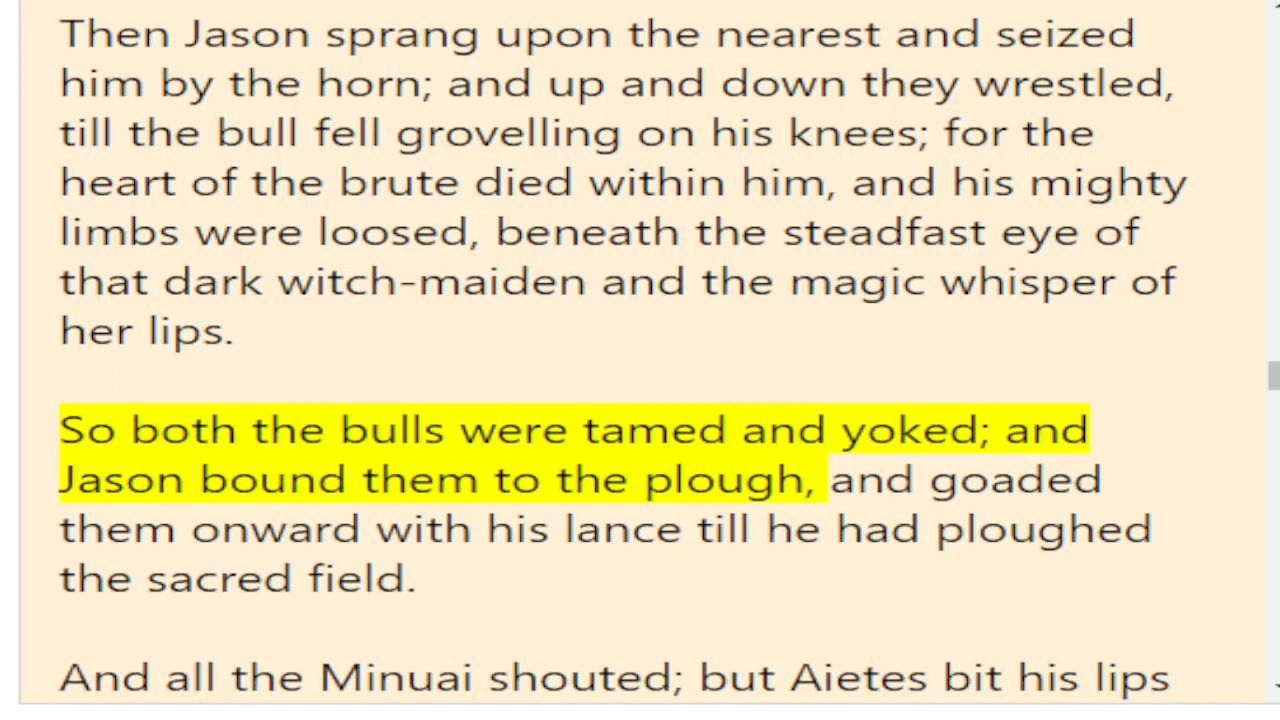 Then Jason sprang upon the nearest and seized
him by the horn; and up and down they wrestled,
till the bull fell grovelling on his knees; for the
heart of the brute died within him, and his mighty
limbs were loosed, beneath the steadfast eye of
that dark witch-maiden and the magic whisper of
her lips.
So both the bulls were tamed and yoked; and
Jason bound them to the plough, and goaded
them onward with his lance till he had ploughed
the sacred field.
And all the Minuai shouted; but Aietes bit his lips